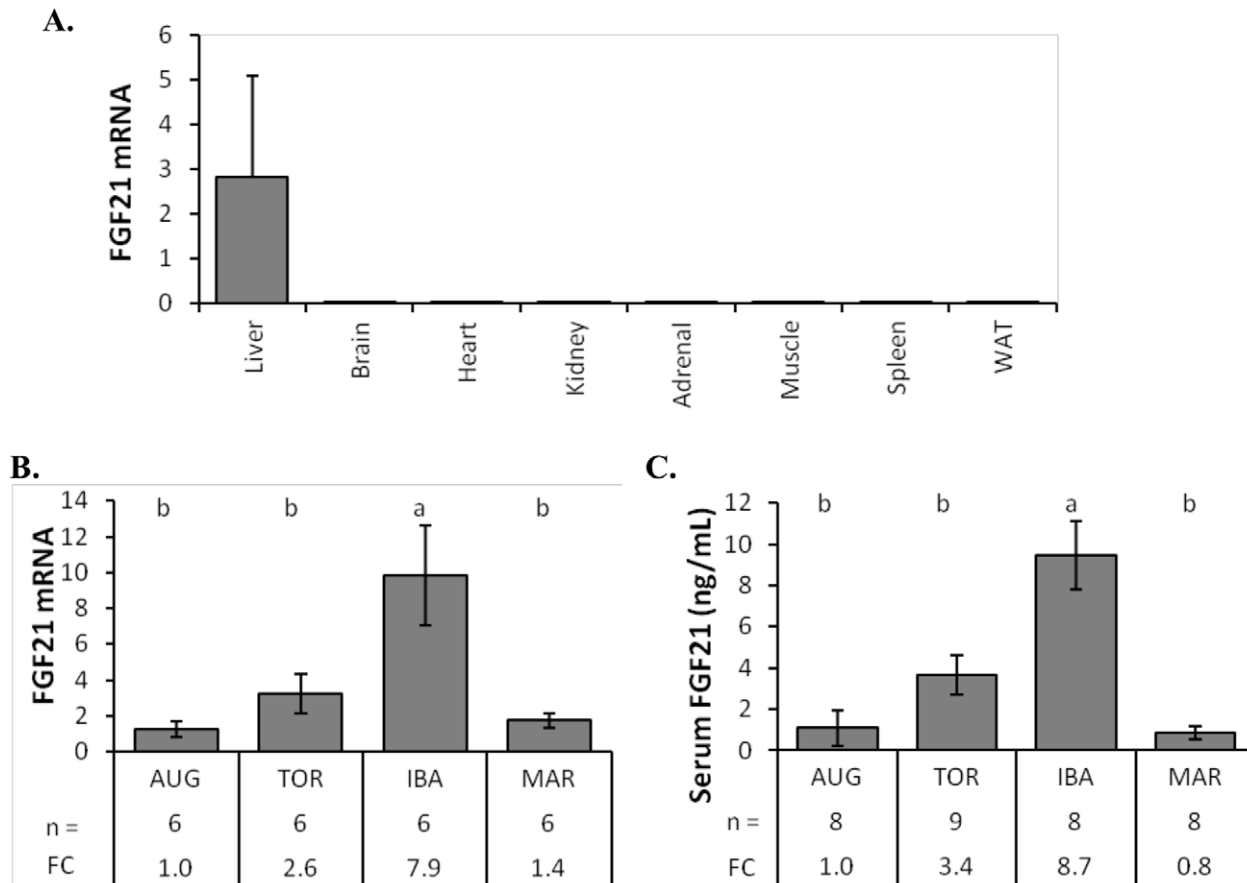 A.
FGF21 mRNA
6
5
4
3
2
1
0
Liver
Brain
Heart
Kidney
Adrenal
Muscle
Spleen
WAT
B.
FGF21 mRNA
14
12
10
8
6
4
2
0
b b a b
AUG TOR IBA MAR
n = 6 6 6 6
FC 1.0 2.6 7.9 1.4
C.
Serum FGF21 (ng/mL)
12
10
8
6
4
2
0
b b a b
AUG TOR IBA MAR
n = 8 9 8 8
FC 1.0 3.4 8.7 0.8